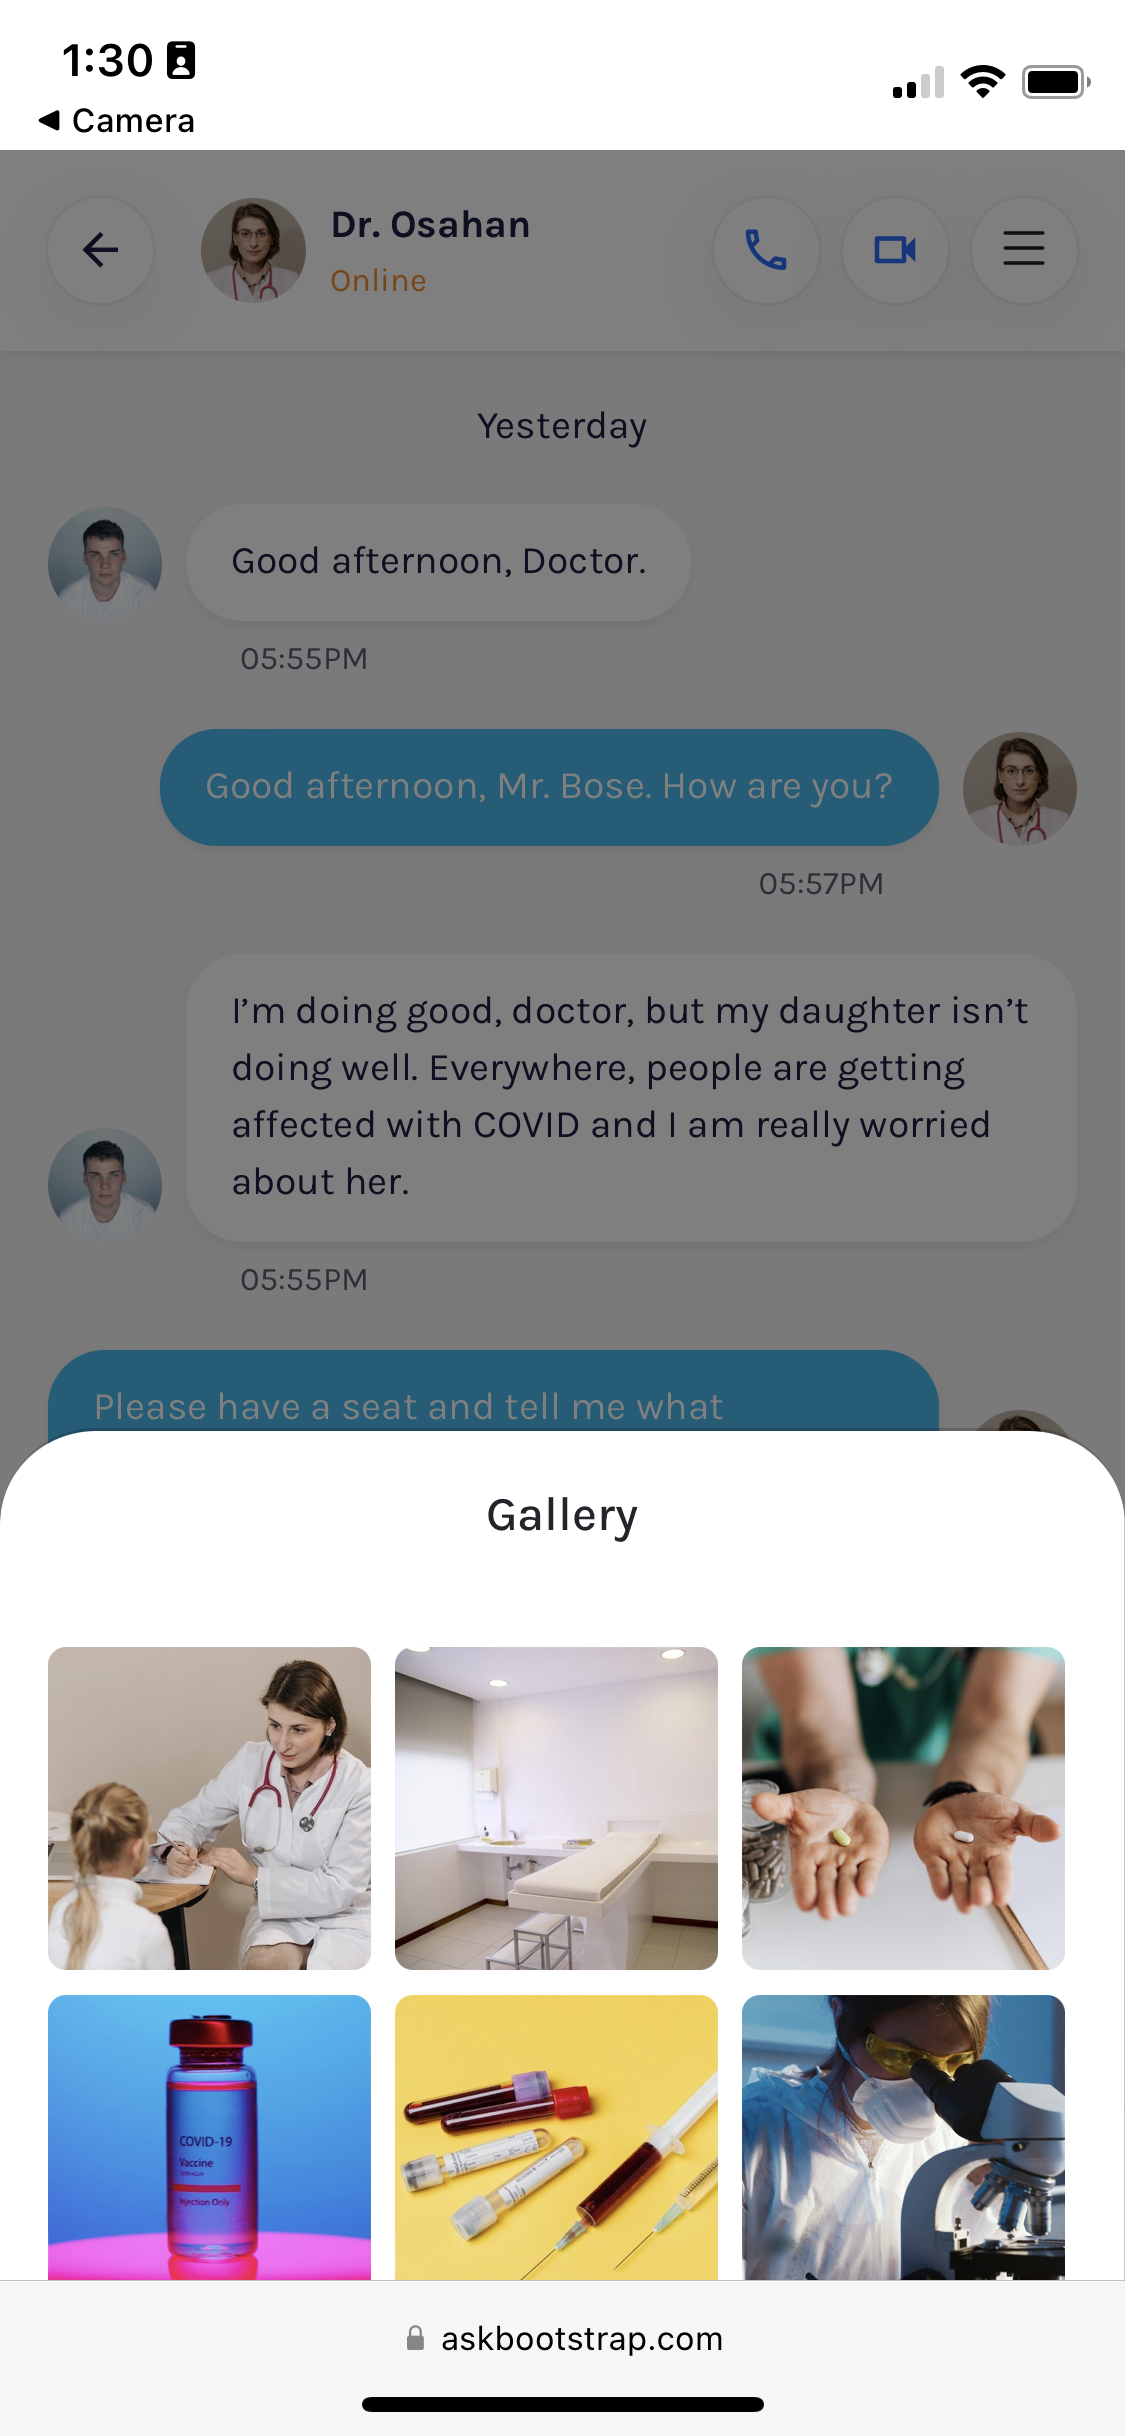 1:30
Camera
Dr. Osahan
Online
Yesterday
Good afternoon, Doctor.
05:55PM
Good afternoon, Mr. Bose. How are you?
05:57PM
I’m doing good, doctor, but my daughter isn’t
doing well. Everywhere, people are getting
affected with COVID and I am really worried
about her.
05:55PM
Please have a seat and tell me what
Gallery
COVID-19
Vaccine
Injection Only
askbootstrap.com